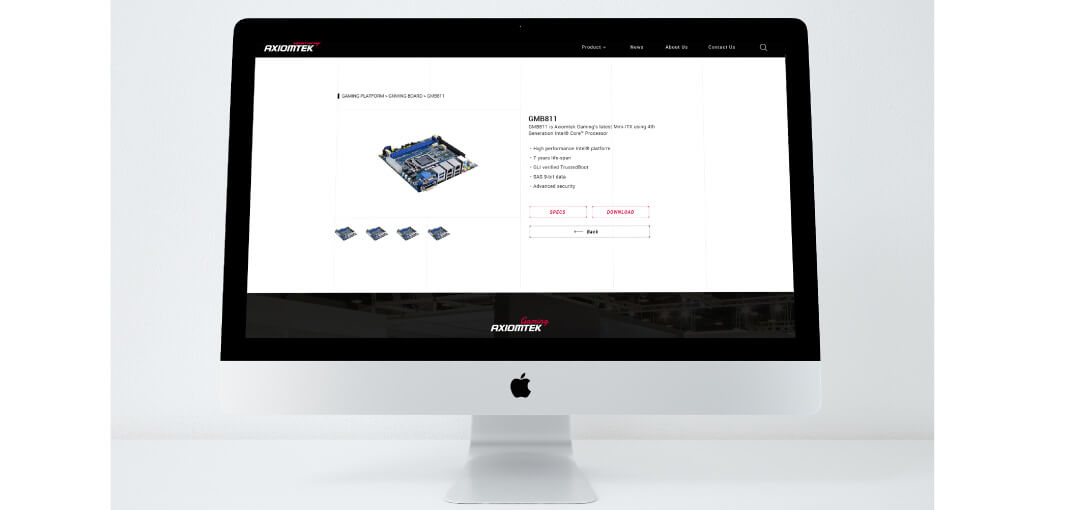 AXIOMTEK
Product
News
About Us
Contact Us
GAMING PLATFORM > GNMING BOARD > GMB811
GMB811
GMB811 is Axiomtek Gaming's latest Mini-ITX using 4th
Generation Intel® Core™ Processor
• High performance Intel® platform
• 7 years life-span
• GLI verified TrustedBoot
• SAS 9-bit data
• Advanced security
SPECS
DOWNLOAD
Back
Gaming
AXIOMTEK